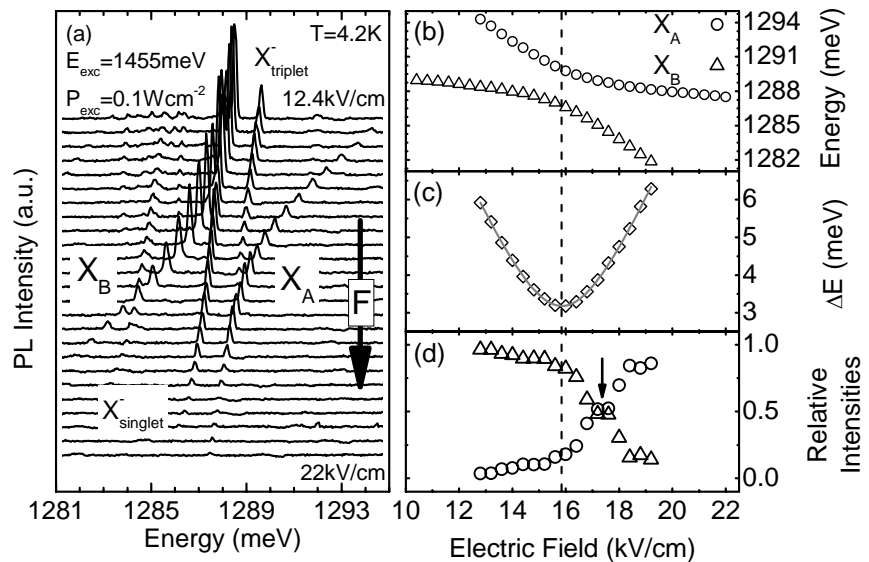 (a)
T=4.2K
E_exc=1455meV
X^-_triplet
P_exc=0.1Wcm^-2
12.4kV/cm
X_B
X_A
F
X^-_singlet
22kV/cm
PL Intensity (a.u.)
1281 1285 1289 1293
Energy (meV)
(b)
X_A
X_B
1294
1291
1288
1285
1282
Energy (meV)
(c)
6
5
4
3
ΔE (meV)
(d)
1.0
0.5
0.0
Relative
Intensities
10 12 14 16 18 20 22
Electric Field (kV/cm)